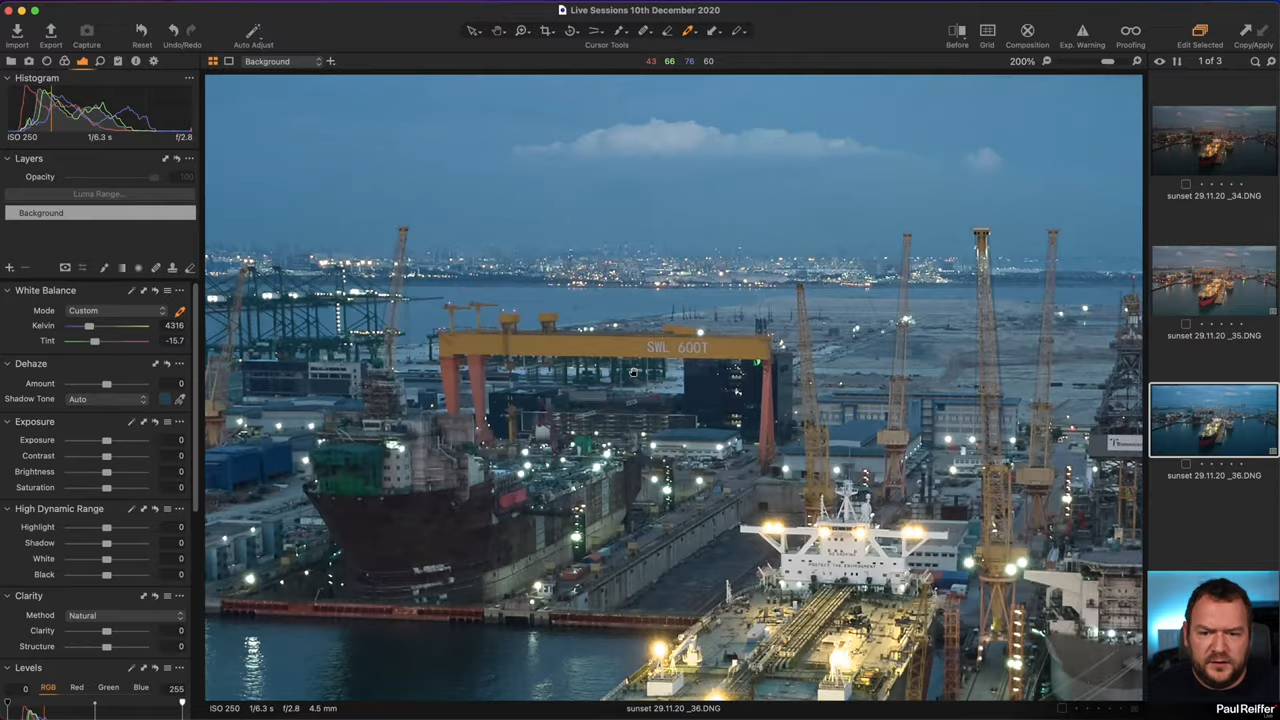 Live Sessions 10th December 2020
Import Export Capture Reset Undo/Redo Auto Adjust Cursor Tools Before Grid Composition Exp. Warning Proofing Edit Selected Copy/Apply
Background 43 66 76 60 200% 1 of 3
Histogram
ISO 250 1/6.3 s f/2.8
Layers
Opacity 100
Luma Range...
Background
White Balance
Mode Custom
Kelvin 4316
Tint -15.7
Dehaze
Amount 0
Shadow Tone Auto
Exposure
Exposure 0
Contrast 0
Brightness 0
Saturation 0
High Dynamic Range
Highlight 0
Shadow 0
White 0
Black 0
Clarity
Method Natural
Clarity 0
Structure 0
Levels
0 RGB Red Green Blue 255
SWL 600T
PROTECT THE ENVIRONMENT
ISO 250 1/6.3 s f/2.8 4.5 mm sunset 29.11.20 _36.DNG
sunset 29.11.20 _34.DNG
sunset 29.11.20 _35.DNG
sunset 29.11.20 _36.DNG
Paul Reiffer
Live